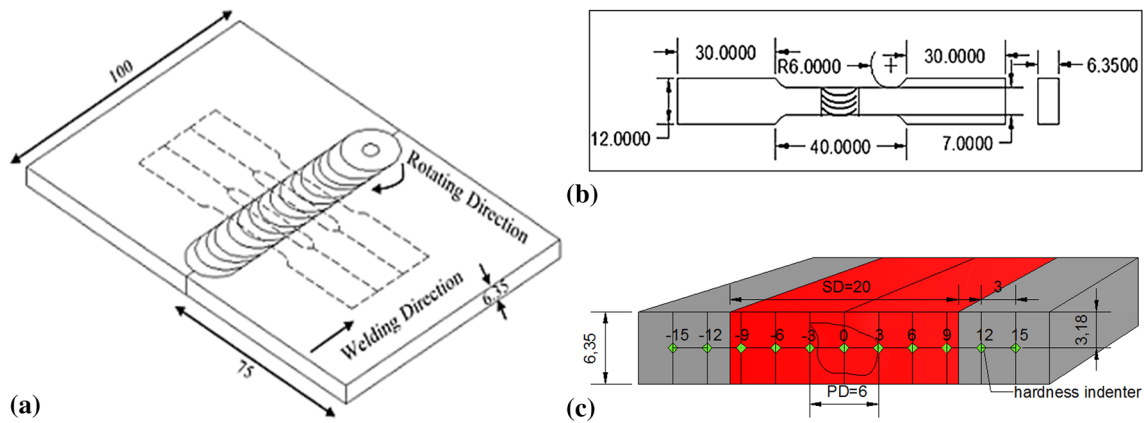 100
Rotating Direction
Welding Direction
6.35
75
(a)
30.0000
30.0000
R6.0000
6.3500
12.0000
40.0000
7.0000
(b)
SD=20
3
6,35
3,18
-15 -12 -9 -6 -3 0 3 6 9 12 15
PD=6
hardness indenter
(c)